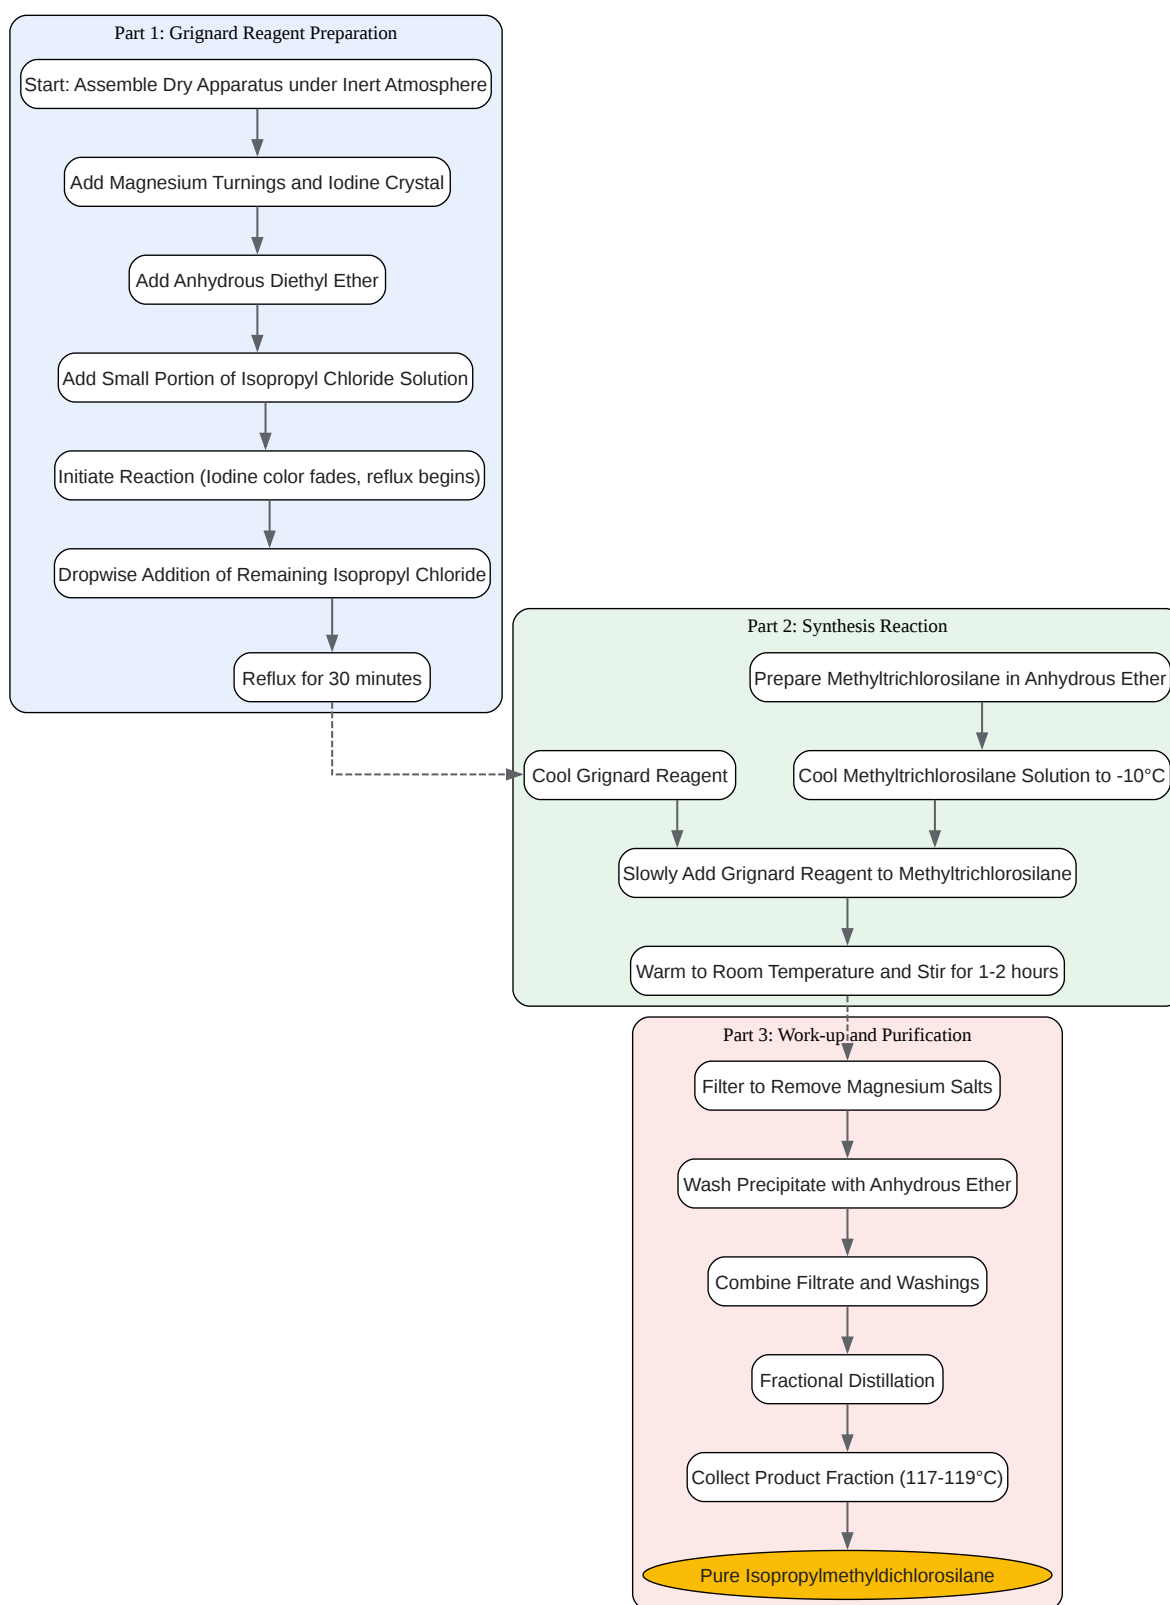 Part 1: Grignard Reagent Preparation
Start: Assemble Dry Apparatus under Inert Atmosphere
Add Magnesium Turnings and Iodine Crystal
Add Anhydrous Diethyl Ether
Add Small Portion of Isopropyl Chloride Solution
Initiate Reaction (Iodine color fades, reflux begins)
Dropwise Addition of Remaining Isopropyl Chloride
Reflux for 30 minutes
Part 2: Synthesis Reaction
Prepare Methyltrichlorosilane in Anhydrous Ether
Cool Grignard Reagent
Cool Methyltrichlorosilane Solution to -10°C
Slowly Add Grignard Reagent to Methyltrichlorosilane
Warm to Room Temperature and Stir for 1-2 hours
Part 3: Work-up and Purification
Filter to Remove Magnesium Salts
Wash Precipitate with Anhydrous Ether
Combine Filtrate and Washings
Fractional Distillation
Collect Product Fraction (117-119°C)
Pure Isopropylmethyldichlorosilane